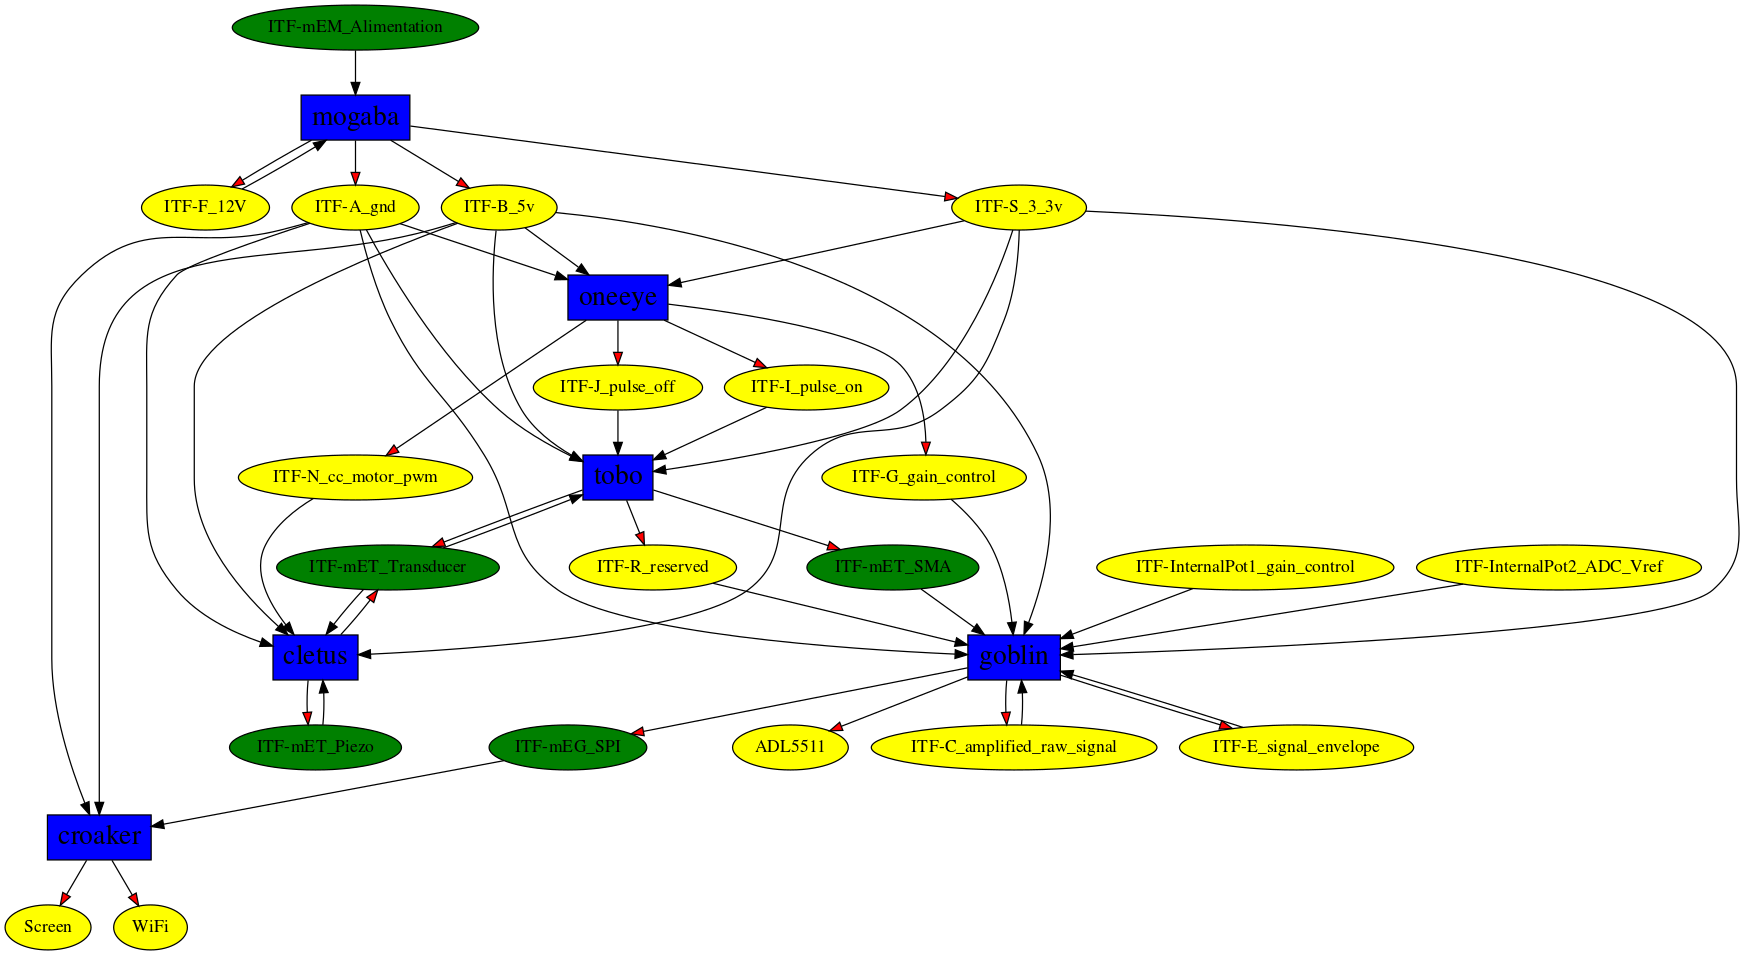 ITF-mEM_Alimentation
mogaba
ITF-F_12V
ITF-A_gnd
ITF-B_5v
ITF-S_3_3v
oneeye
ITF-J_pulse_off
ITF-I_pulse_on
ITF-N_cc_motor_pwm
tobo
ITF-G_gain_control
ITF-mET_Transducer
ITF-R_reserved
ITF-mET_SMA
ITF-InternalPot1_gain_control
ITF-InternalPot2_ADC_Vref
cletus
goblin
ITF-mET_Piezo
ITF-mEG_SPI
ADL5511
ITF-C_amplified_raw_signal
ITF-E_signal_envelope
croaker
Screen
WiFi